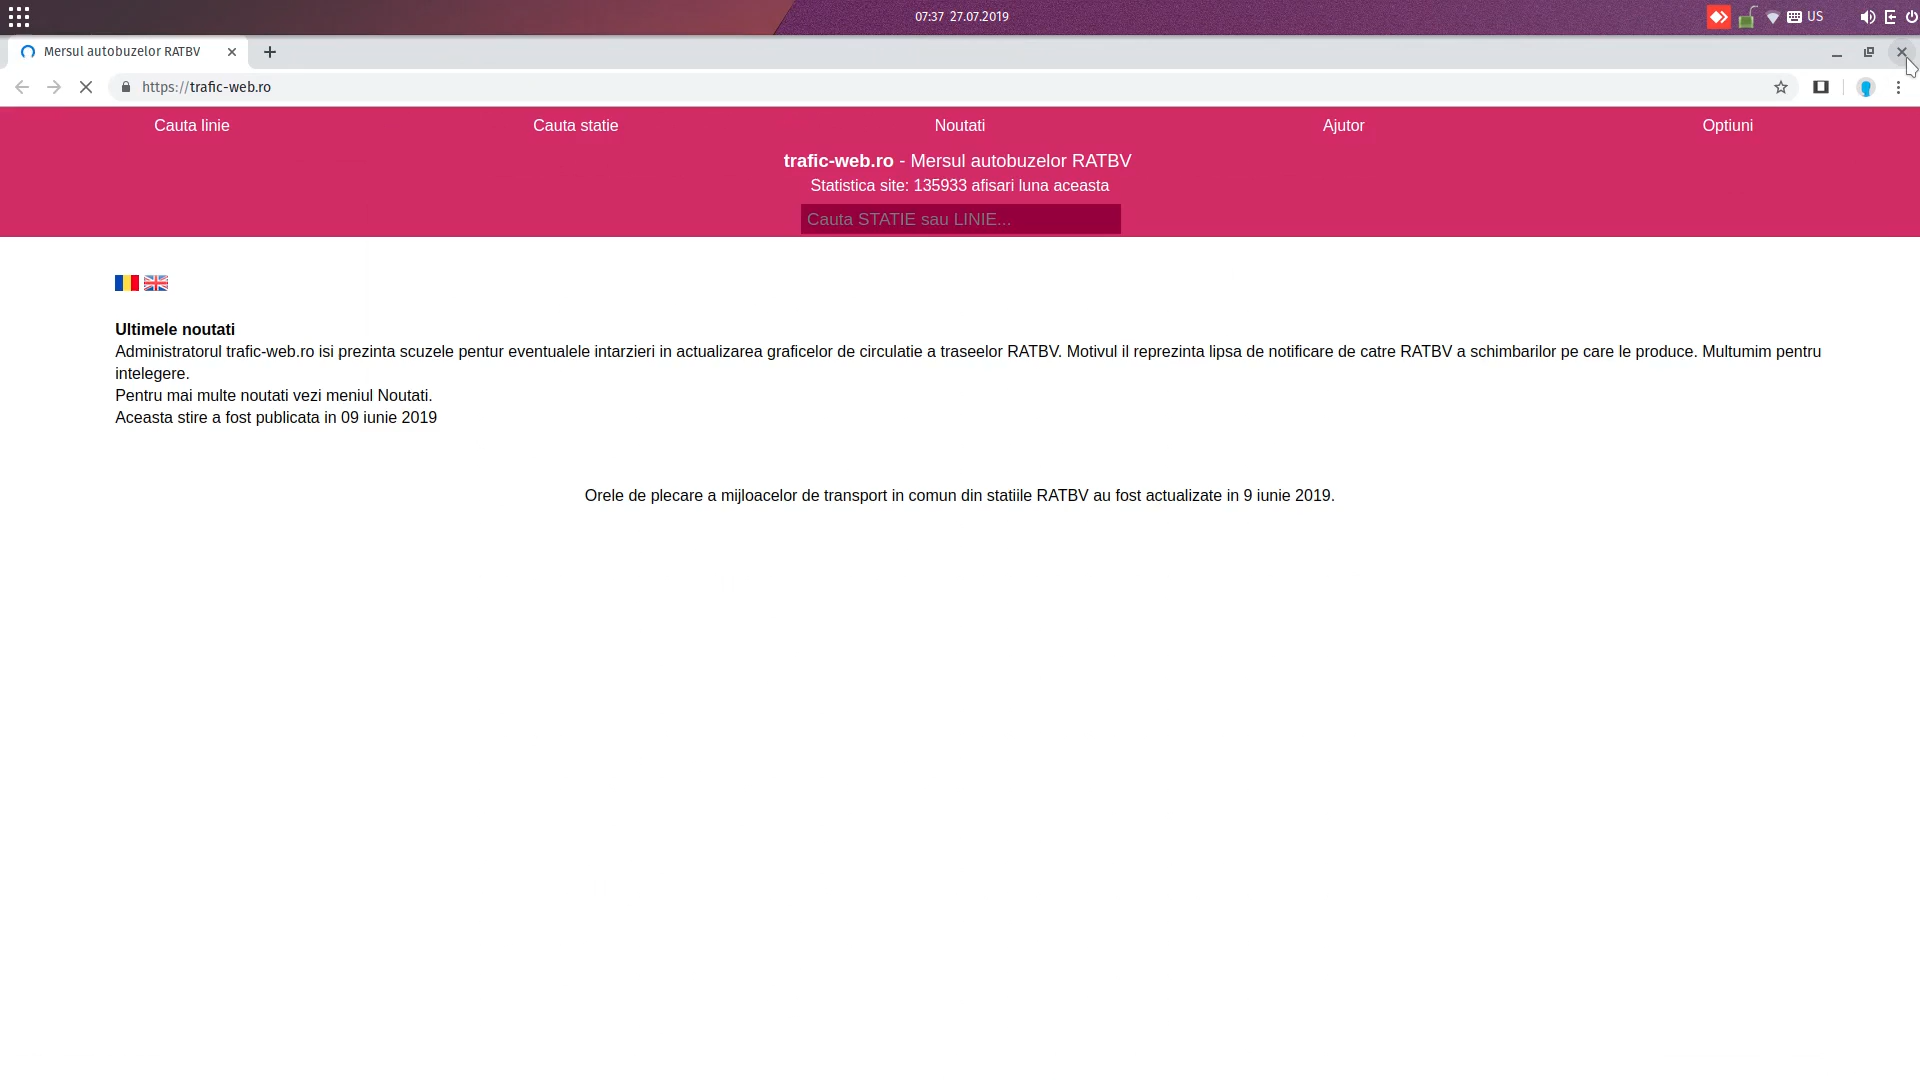 07:37 27.07.2019
US
Mersul autobuzelor RATBV
https://trafic-web.ro
Cauta linie
Cauta statie
Noutati
Ajutor
Optiuni
trafic-web.ro - Mersul autobuzelor RATBV
Statistica site: 135933 afisari luna aceasta
Cauta STATIE sau LINIE...
Ultimele noutati
Administratorul trafic-web.ro isi prezinta scuzele pentur eventualele intarzieri in actualizarea graficelor de circulatie a traseelor RATBV. Motivul il reprezinta lipsa de notificare de catre RATBV a schimbarilor pe care le produce. Multumim pentru
intelegere.
Pentru mai multe noutati vezi meniul Noutati.
Aceasta stire a fost publicata in 09 iunie 2019
Orele de plecare a mijloacelor de transport in comun din statiile RATBV au fost actualizate in 9 iunie 2019.